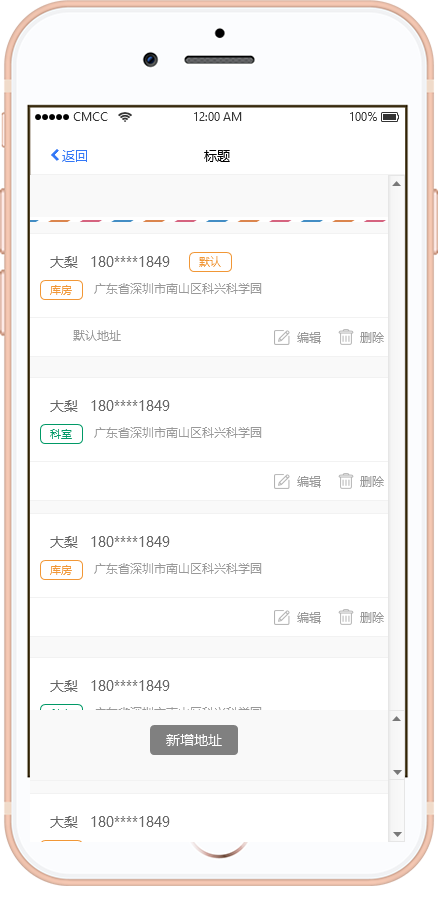 CMCC 12:00 AM 100%
返回 标题
大梨 180****1849 默认
库房 广东省深圳市南山区科兴科学园
默认地址 编辑 删除
大梨 180****1849
科室 广东省深圳市南山区科兴科学园
编辑 删除
大梨 180****1849
库房 广东省深圳市南山区科兴科学园
编辑 删除
大梨 180****1849
新增地址
大梨 180****1849